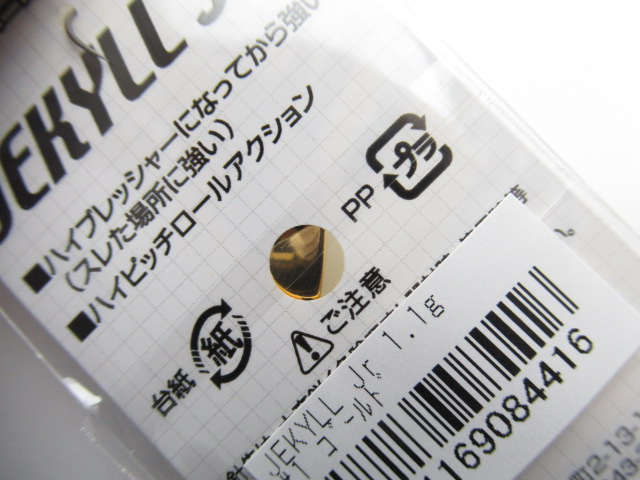 JEKYLL J
■ハイプレッシャーになってから強い
（スレた場所に強い）
■ハイピッチロールアクション
PP プラ
台紙 紙
ご注意
JEKYLL Jr 1.1g
ゴールド
1169084416